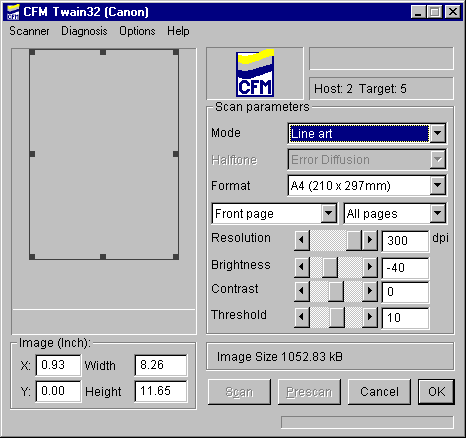 CFM Twain32 (Canon)
Scanner Diagnosis Options Help
CFM
Host: 2 Target: 5
Scan parameters
Mode Line art
Halftone Error Diffusion
Format A4 (210 x 297mm)
Front page All pages
Resolution 300 dpi
Brightness -40
Contrast 0
Threshold 10
Image (Inch):
X: 0.93 Width 8.26
Y: 0.00 Height 11.65
Image Size 1052.83 kB
Scan Prescan Cancel OK